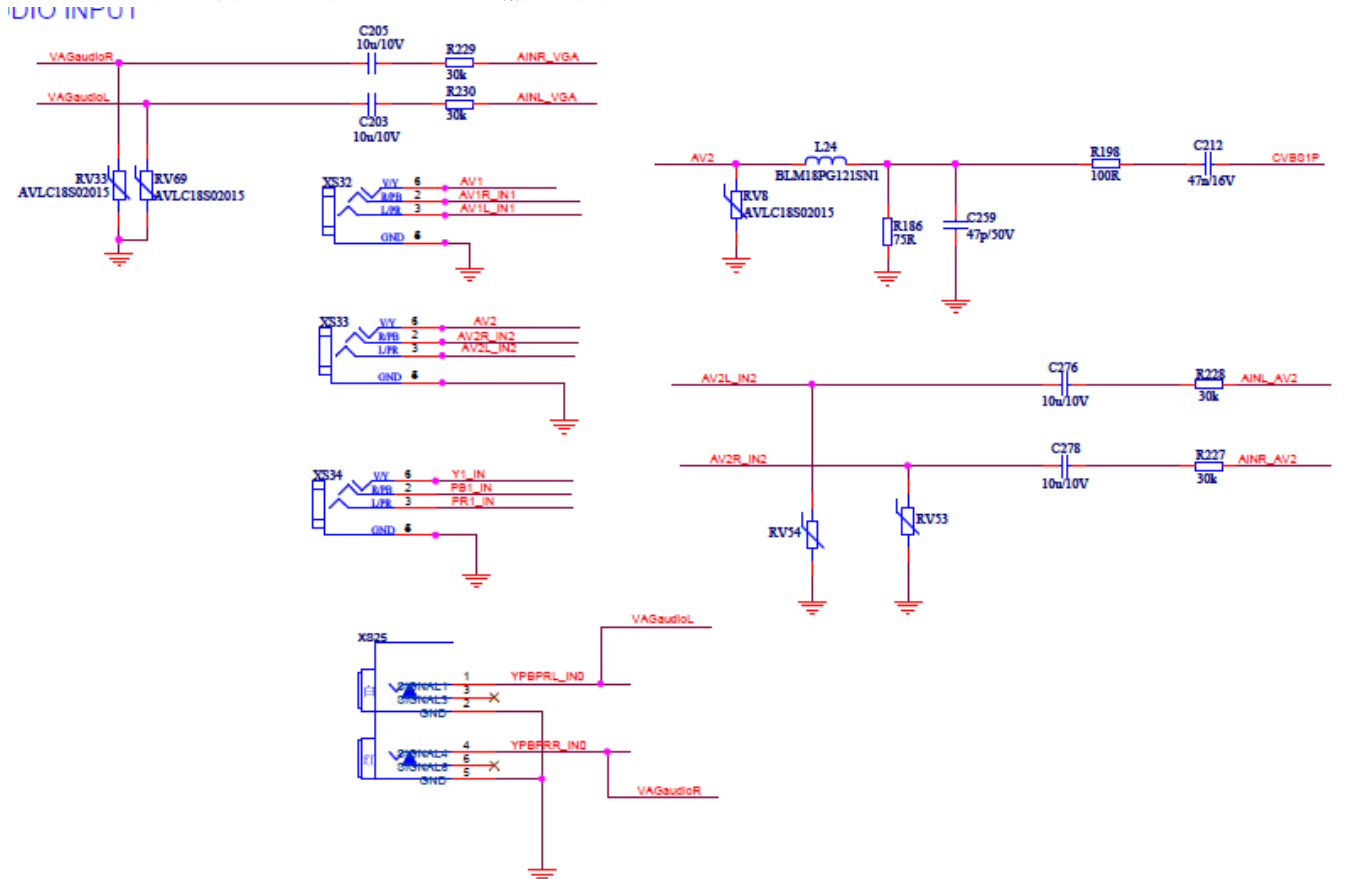 DIO INPUT
VAGaudioR
C205
10u/10V
R229
30k
AINR_VGA
VAGaudioL
C203
10u/10V
R230
30k
AINL_VGA
RV33
AVLC18S02015
RV69
AVLC18S02015
XS32
V/Y 6 AV1
R/PB 2 AV1R_IN1
L/PR 3 AV1L_IN1
GND
AV2
L24
BLM18PG121SN1
RV8
AVLC18S02015
R186
75R
C259
47p/50V
R198
100R
C212
47n/16V
CVBS1P
XS33
V/Y 6 AV2
R/PB 2 AV2R_IN2
L/PR 3 AV2L_IN2
GND
AV2L_IN2
C276
10u/10V
R228
30k
AINL_AV2
AV2R_IN2
C278
10u/10V
R227
30k
AINR_AV2
RV54
RV53
XS34
V/Y 6 Y1_IN
R/PB 2 PB1_IN
L/PR 3 PR1_IN
GND
XS25
VAGaudioL
白
SIGNAL1 1 YPBPRL_IN0
SIGNAL3 3
GND 2
红
SIGNAL4 4 YPBPRR_IN0
SIGNAL6 6
GND 5
VAGaudioR